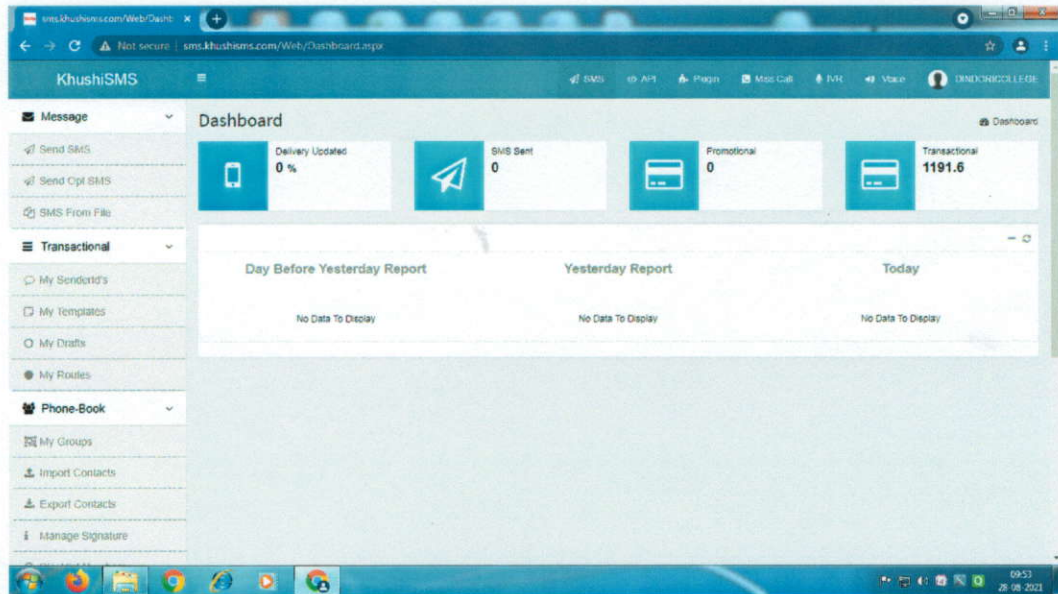 sms.khushisms.com/Web/Dashb
Not secure | sms.khushisms.com/Web/Dashboard.aspx
KhushiSMS
SMS
API
Plugin
Miss Call
IVR
Voice
DINDORICOLLEGE
Message
Send SMS
Send Opt SMS
SMS From File
Transactional
My SenderId's
My Templates
My Drafts
My Routes
Phone-Book
My Groups
Import Contacts
Export Contacts
Manage Signature
Dashboard
Dashboard
Delivery Updated
0 %
SMS Sent
0
Promotional
0
Transactional
1191.6
Day Before Yesterday Report
Yesterday Report
Today
No Data To Display
No Data To Display
No Data To Display
09:53
28-08-2021